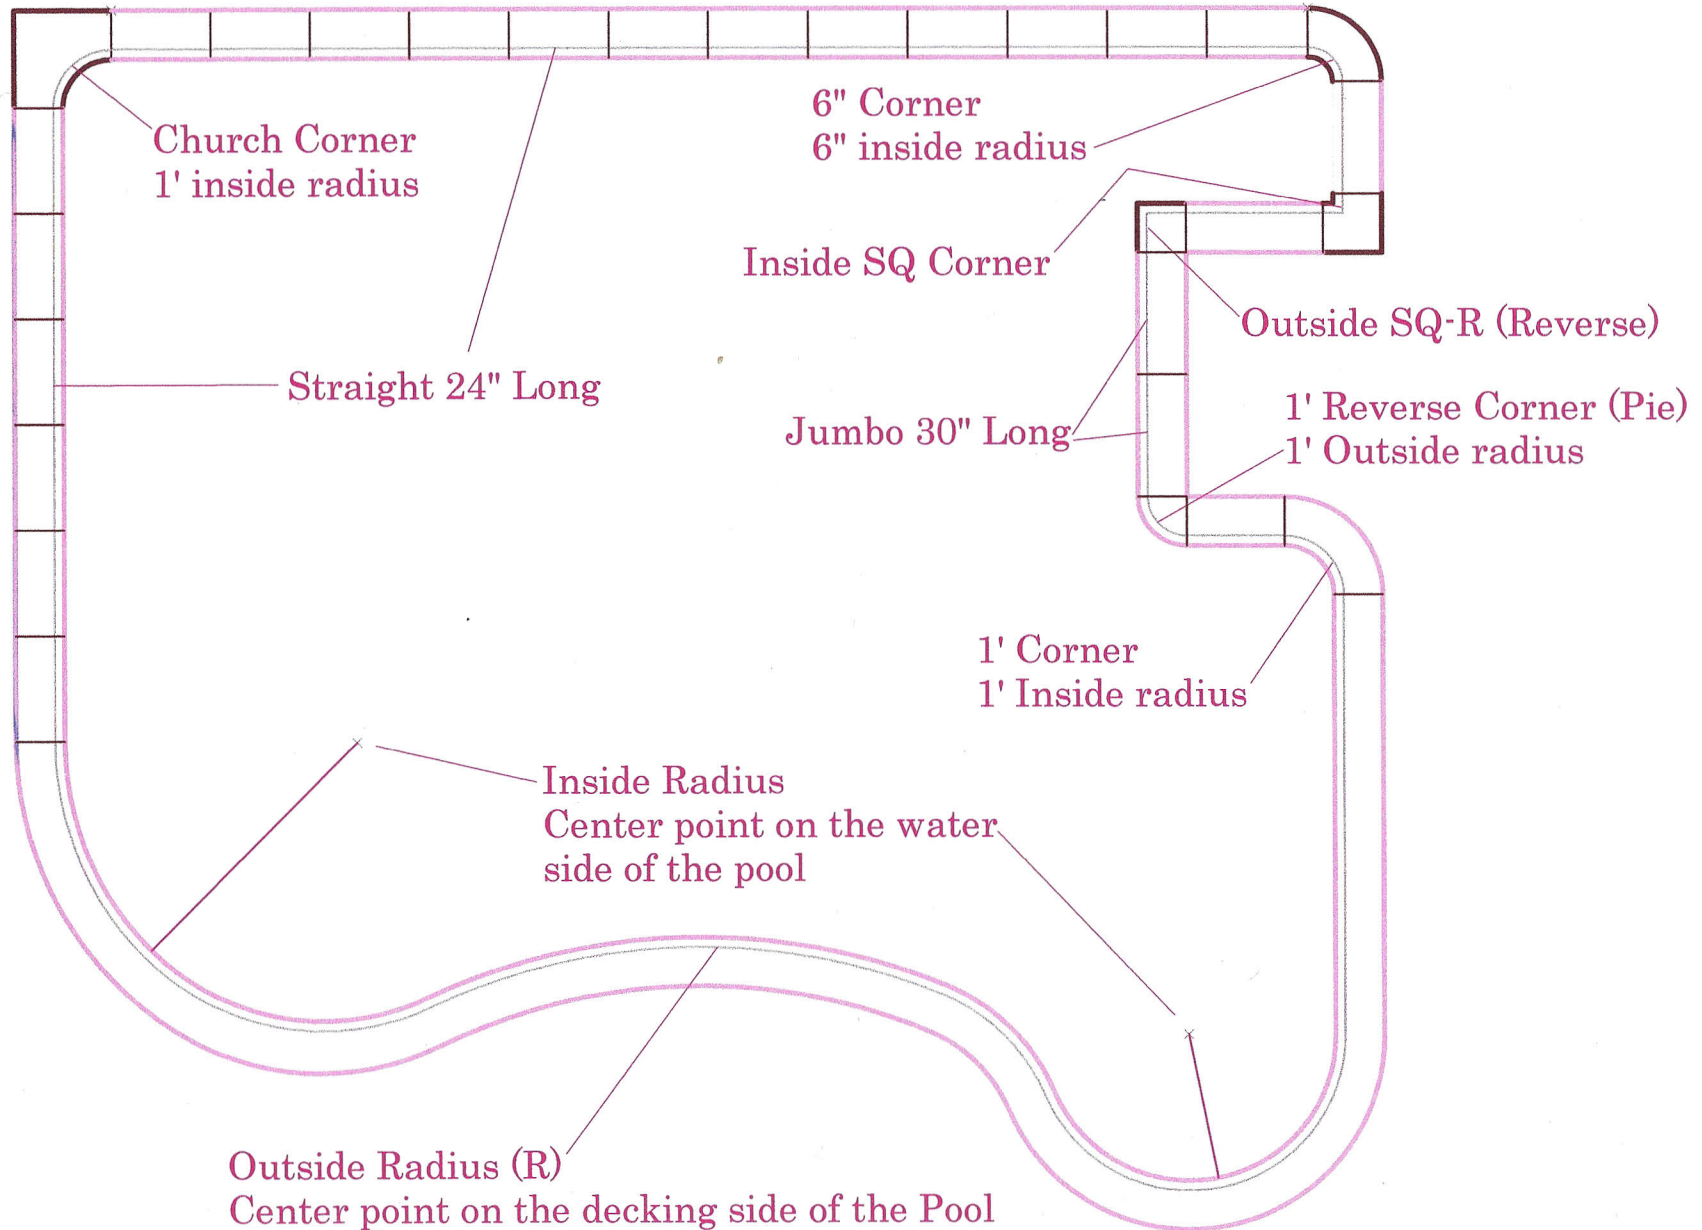 6" Corner
6" inside radius
Church Corner
1' inside radius
Inside SQ Corner
Outside SQ-R (Reverse)
Straight 24" Long
Jumbo 30" Long
1' Reverse Corner (Pie)
1' Outside radius
1' Corner
1' Inside radius
Inside Radius
Center point on the water
side of the pool
Outside Radius (R)
Center point on the decking side of the Pool